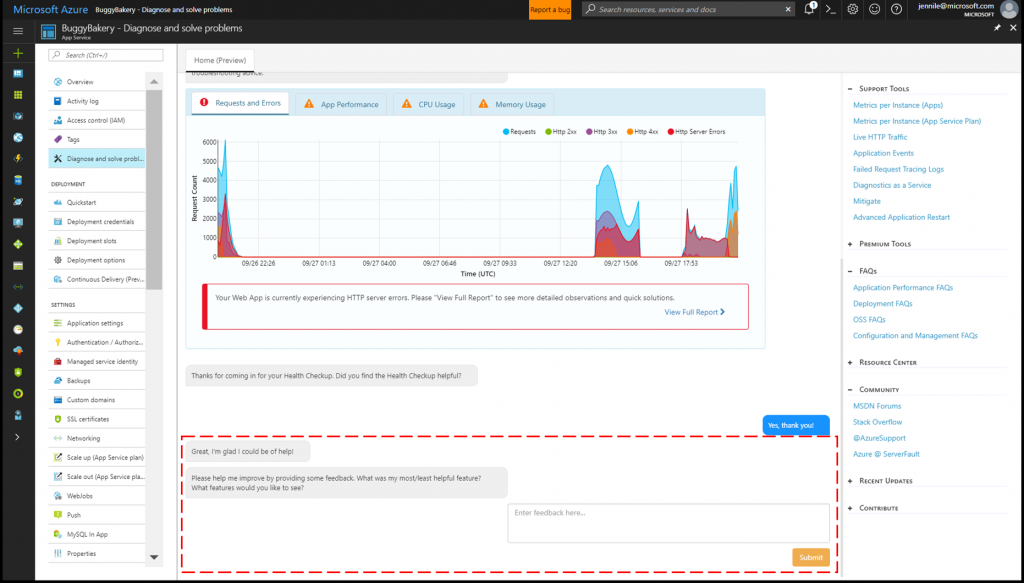 Microsoft Azure BuggyBakery - Diagnose and solve problems
Report a bug
Search resources, services and docs
1
jennile@microsoft.com
MICROSOFT
BuggyBakery - Diagnose and solve problems
App Service
Search (Ctrl+/)
Overview
Activity log
Access control (IAM)
Tags
Diagnose and solve probl...
DEPLOYMENT
Quickstart
Deployment credentials
Deployment slots
Deployment options
Continuous Delivery (Prev...
SETTINGS
Application settings
Authentication / Authoriz...
Managed service identity
Backups
Custom domains
SSL certificates
Networking
Scale up (App Service plan)
Scale out (App Service pla...
WebJobs
Push
MySQL In App
Properties
Home (Preview)
troubleshooting advice.
Requests and Errors
App Performance
CPU Usage
Memory Usage
Requests Http 2xx Http 3xx Http 4xx Http Server Errors
Request Count
6000
5000
4000
3000
2000
1000
0
09/26 22:26 09/27 01:13 09/27 04:00 09/27 06:46 09/27 09:33 09/27 12:20 09/27 15:06 09/27 17:53
Time (UTC)
Your Web App is currently experiencing HTTP server errors. Please "View Full Report" to see more detailed observations and quick solutions.
View Full Report
Thanks for coming in for your Health Checkup. Did you find the Health Checkup helpful?
Yes, thank you!
Great, I'm glad I could be of help!
Please help me improve by providing some feedback. What was my most/least helpful feature?
What features would you like to see?
Enter feedback here...
Submit
Support Tools
Metrics per Instance (Apps)
Metrics per Instance (App Service Plan)
Live HTTP Traffic
Application Events
Failed Request Tracing Logs
Diagnostics as a Service
Mitigate
Advanced Application Restart
Premium Tools
FAQs
Application Performance FAQs
Deployment FAQs
OSS FAQs
Configuration and Management FAQs
Resource Center
Community
MSDN Forums
Stack Overflow
@AzureSupport
Azure @ ServerFault
Recent Updates
Contribute